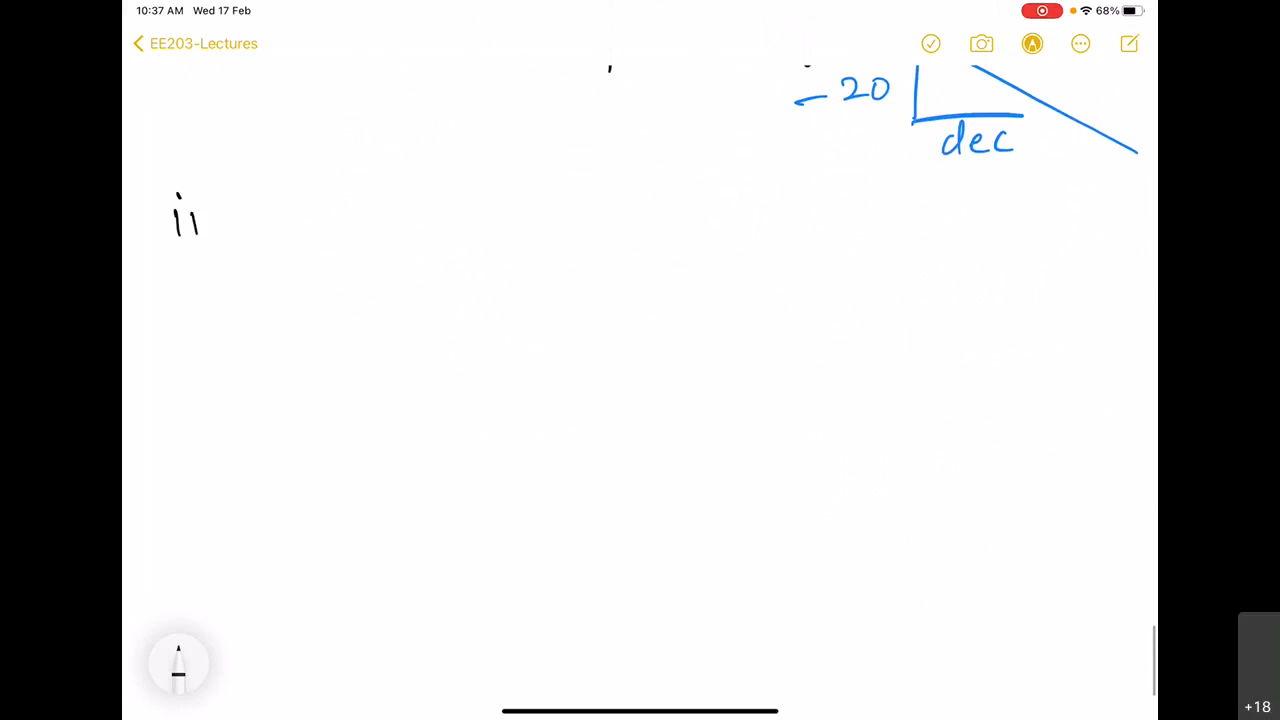 10:37 AM Wed 17 Feb 68%
EE203-Lectures
- 20
dec
ii
+18